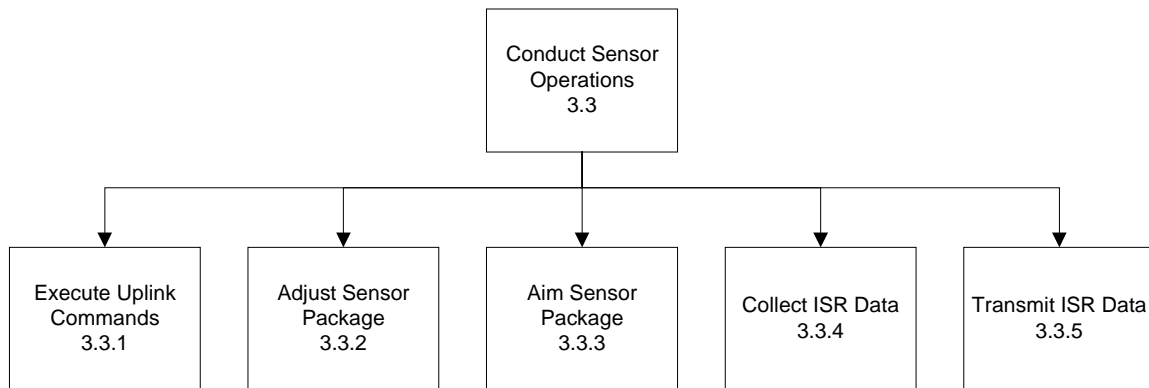 Conduct Sensor
Operations
3.3
Execute Uplink
Commands
3.3.1
Adjust Sensor
Package
3.3.2
Aim Sensor
Package
3.3.3
Collect ISR Data
3.3.4
Transmit ISR Data
3.3.5